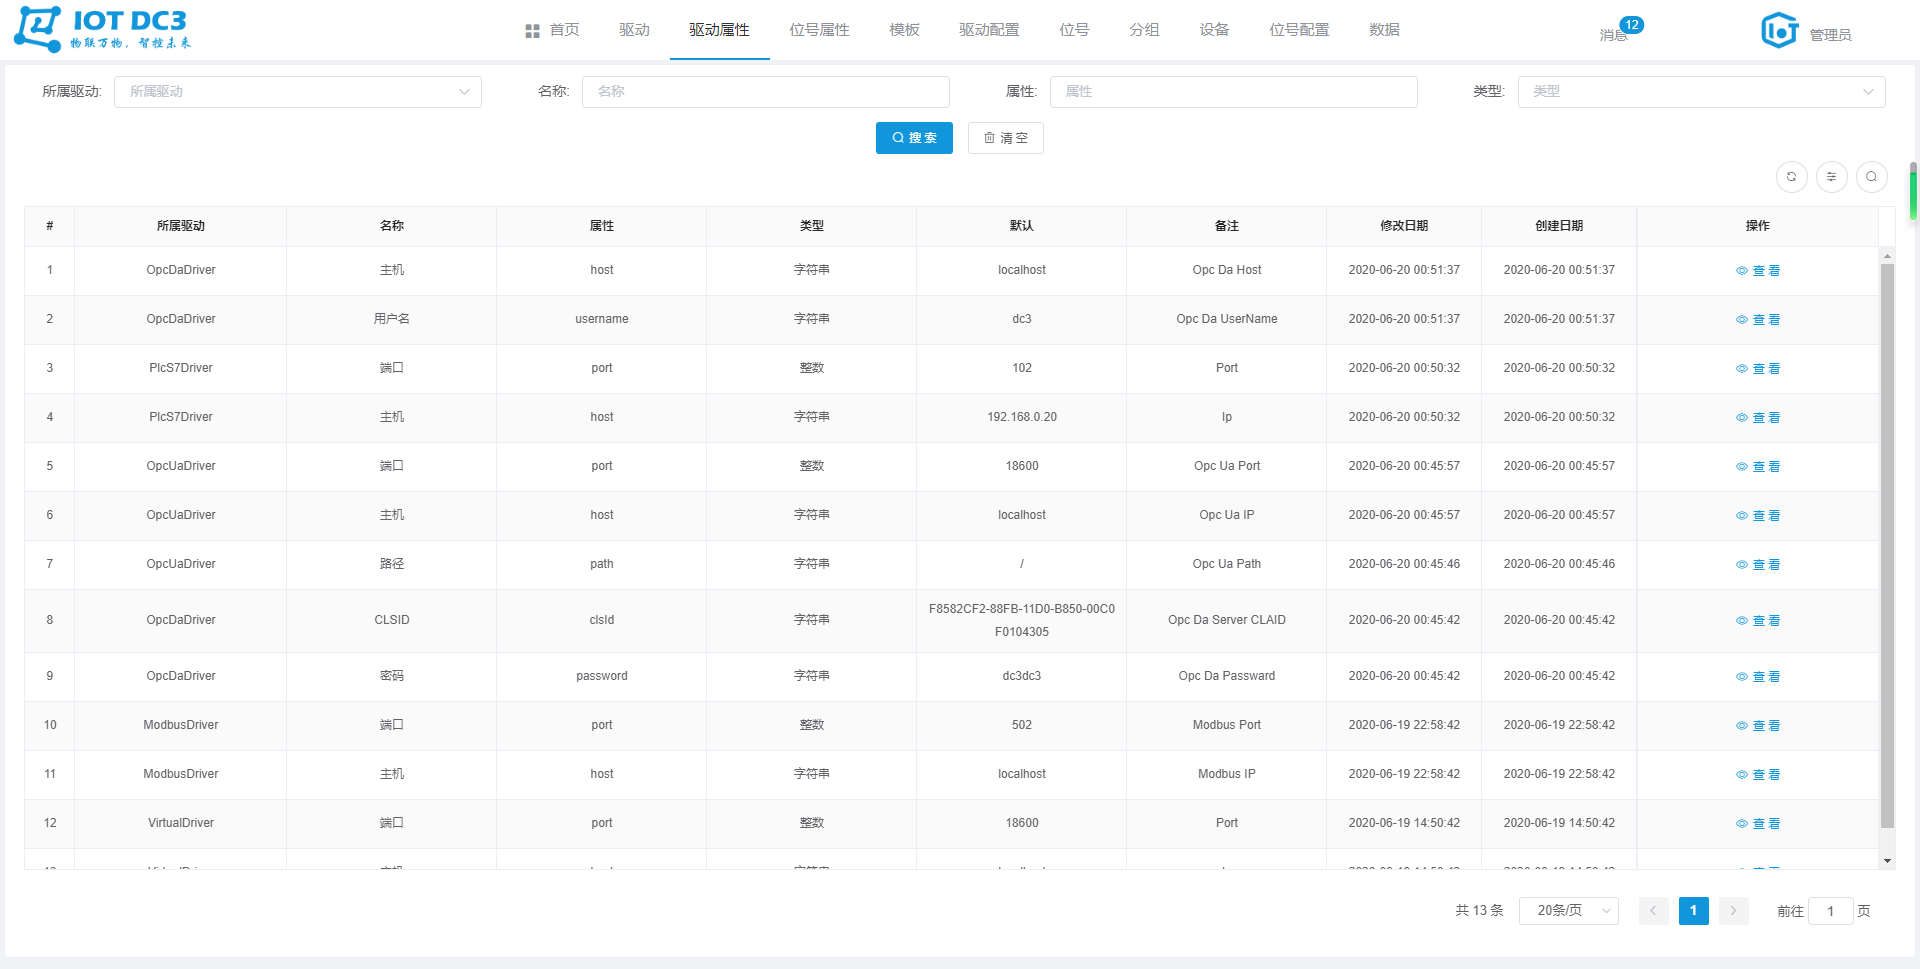 IOT DC3
物联万物，智控未来
首页 驱动 驱动属性 位号属性 模板 驱动配置 位号 分组 设备 位号配置 数据
消息 12
IoT 管理员
所属驱动: 所属驱动 名称: 名称 属性: 属性 类型: 类型
搜索 清空
# 所属驱动 名称 属性 类型 默认 备注 修改日期 创建日期 操作
1 OpcDaDriver 主机 host 字符串 localhost Opc Da Host 2020-06-20 00:51:37 2020-06-20 00:51:37 查看
2 OpcDaDriver 用户名 username 字符串 dc3 Opc Da UserName 2020-06-20 00:51:37 2020-06-20 00:51:37 查看
3 PlcS7Driver 端口 port 整数 102 Port 2020-06-20 00:50:32 2020-06-20 00:50:32 查看
4 PlcS7Driver 主机 host 字符串 192.168.0.20 Ip 2020-06-20 00:50:32 2020-06-20 00:50:32 查看
5 OpcUaDriver 端口 port 整数 18600 Opc Ua Port 2020-06-20 00:45:57 2020-06-20 00:45:57 查看
6 OpcUaDriver 主机 host 字符串 localhost Opc Ua IP 2020-06-20 00:45:57 2020-06-20 00:45:57 查看
7 OpcUaDriver 路径 path 字符串 / Opc Ua Path 2020-06-20 00:45:46 2020-06-20 00:45:46 查看
8 OpcDaDriver CLSID clsId 字符串 F8582CF2-88FB-11D0-B850-00C0F0104305 Opc Da Server CLAID 2020-06-20 00:45:42 2020-06-20 00:45:42 查看
9 OpcDaDriver 密码 password 字符串 dc3dc3 Opc Da Passward 2020-06-20 00:45:42 2020-06-20 00:45:42 查看
10 ModbusDriver 端口 port 整数 502 Modbus Port 2020-06-19 22:58:42 2020-06-19 22:58:42 查看
11 ModbusDriver 主机 host 字符串 localhost Modbus IP 2020-06-19 22:58:42 2020-06-19 22:58:42 查看
12 VirtualDriver 端口 port 整数 18600 Port 2020-06-19 14:50:42 2020-06-19 14:50:42 查看
共 13 条 20条/页 1 前往 1 页